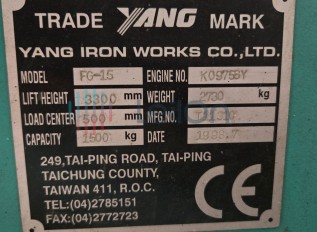 TRADE YANG MARK
YANG IRON WORKS CO.,LTD.
MODEL FG-15 ENGINE NO. K09756Y
LIFT HEIGHT 3300 mm WEIGHT 2730 kg
LOAD CENTER 500 mm MFG.NO.
CAPACITY 1500 kg DATE
249,TAI-PING ROAD, TAI-PING
TAICHUNG COUNTY,
TAIWAN 411, R.O.C.
TEL:(04)2785151
FAX:(04)2772723
CE